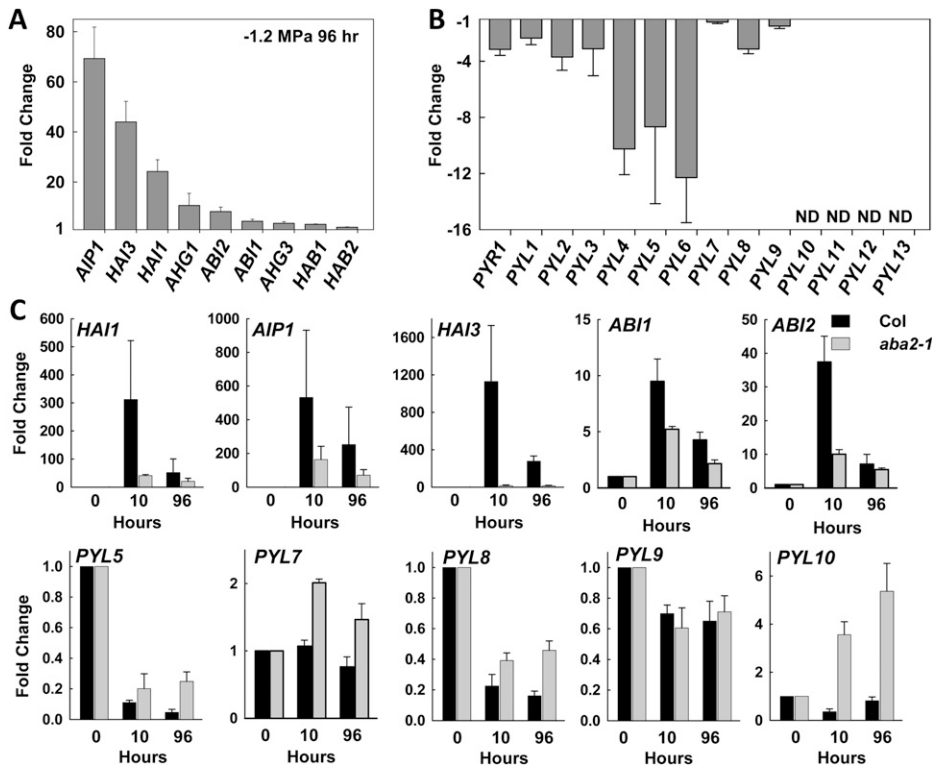 A
-1.2 MPa 96 hr
Fold Change
80
60
40
20
1
AIP1 HAI3 HAI1 AHG1 ABI2 ABI1 AHG3 HAB1 HAB2
B
Fold Change
-1
-4
-8
-12
-16
ND ND ND ND
PYR1 PYL1 PYL2 PYL3 PYL4 PYL5 PYL6 PYL7 PYL8 PYL9 PYL10 PYL11 PYL12 PYL13
C
Fold Change
HAI1
600
500
400
300
200
100
0
0 10 96
Hours
AIP1
1000
800
600
400
200
0
0 10 96
Hours
HAI3
1600
1200
800
400
0
0 10 96
Hours
ABI1
15
10
5
0
0 10 96
Hours
ABI2
Col
aba2-1
50
40
30
20
10
0
0 10 96
Hours
Fold Change
PYL5
1.0
0.8
0.6
0.4
0.2
0.0
0 10 96
Hours
PYL7
2
1
0
0 10 96
Hours
PYL8
1.0
0.8
0.6
0.4
0.2
0.0
0 10 96
Hours
PYL9
1.0
0.8
0.6
0.4
0.2
0.0
0 10 96
Hours
PYL10
6
4
2
0
0 10 96
Hours